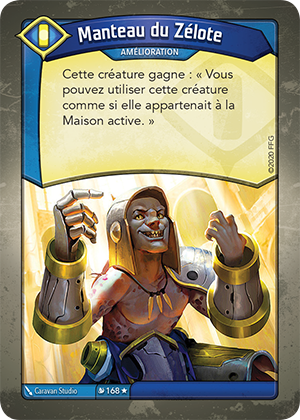 Manteau du Zélote
AMÉLIORATION
Cette créature gagne : « Vous
pouvez utiliser cette créature
comme si elle appartenait à la
Maison active. »
©2020 FFG
Caravan Studio
168